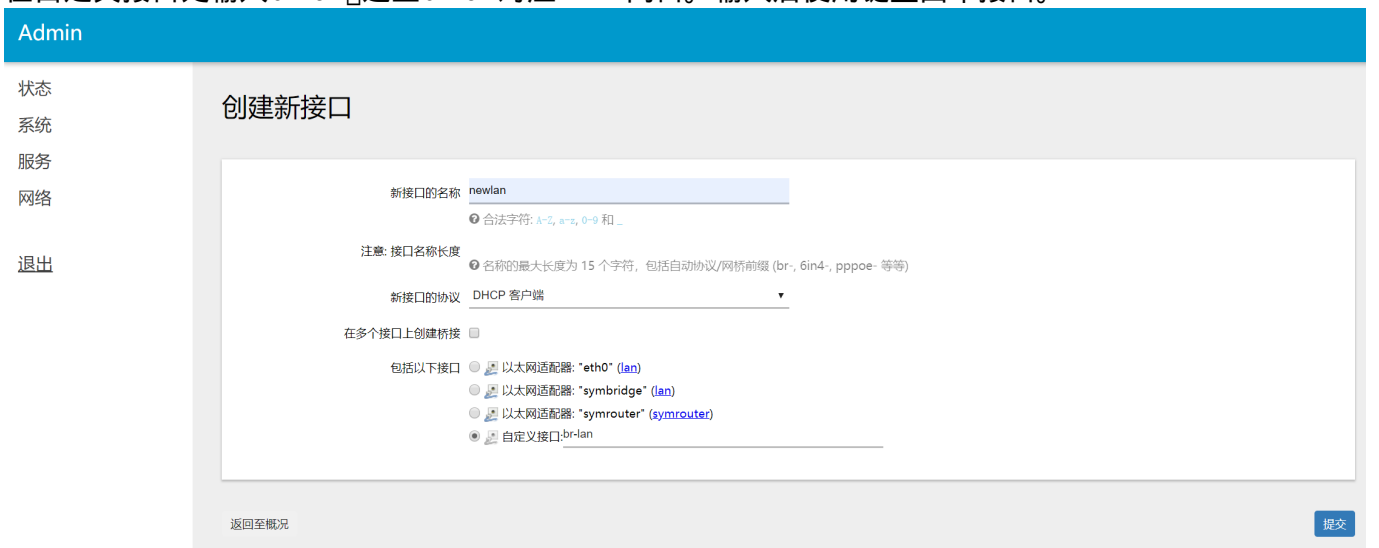 Admin
状态
系统
服务
网络
退出
创建新接口
新接口的名称 newlan
合法字符: A-Z, a-z, 0-9 和 _
注意: 接口名称长度
名称的最大长度为 15 个字符，包括自动协议/网桥前缀 (br-, 6in4-, pppoe- 等等)
新接口的协议 DHCP 客户端
在多个接口上创建桥接
包括以下接口 以太网适配器: "eth0" (lan)
以太网适配器: "symbridge" (lan)
以太网适配器: "symrouter" (symrouter)
自定义接口: br-lan
返回至概况 提交